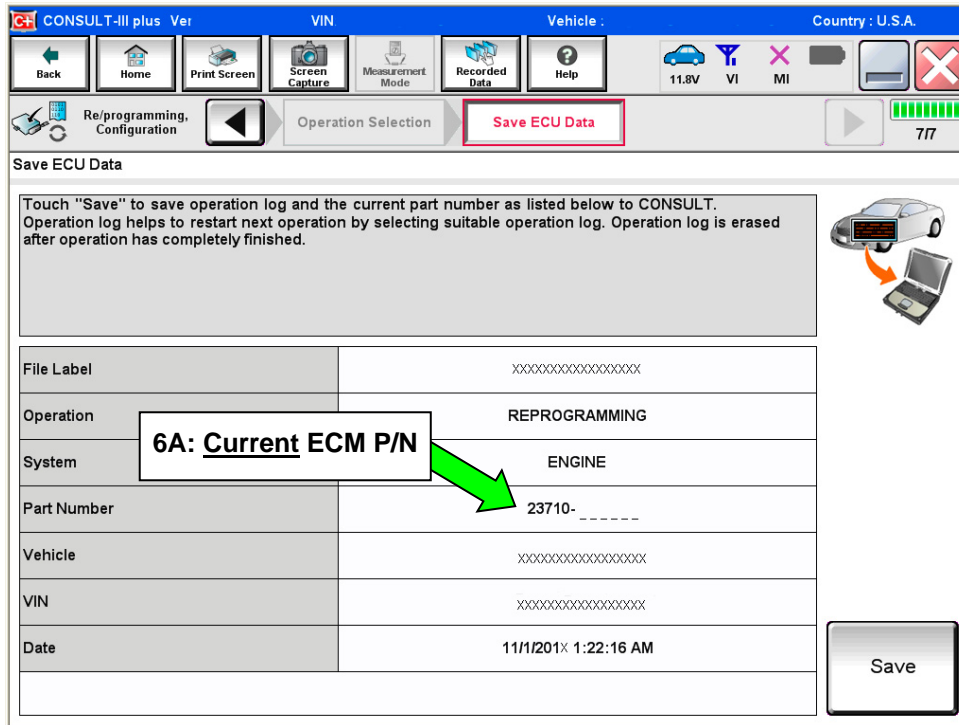 C+ CONSULT-III plus Ver VIN Vehicle : Country : U.S.A.
Back Home Print Screen Screen Capture Measurement Mode Recorded Data ? Help 11.8V VI MI
Re/programming, Configuration Operation Selection Save ECU Data 7/7
Save ECU Data
Touch "Save" to save operation log and the current part number as listed below to CONSULT.
Operation log helps to restart next operation by selecting suitable operation log. Operation log is erased
after operation has completely finished.
File Label XXXXXXXXXXXXXXXXX
Operation REPROGRAMMING
6A: Current ECM P/N
System ENGINE
Part Number 23710-_ _ _ _ _ _
Vehicle XXXXXXXXXXXXXXXXX
VIN XXXXXXXXXXXXXXXXX
Date 11/1/201X 1:22:16 AM
Save